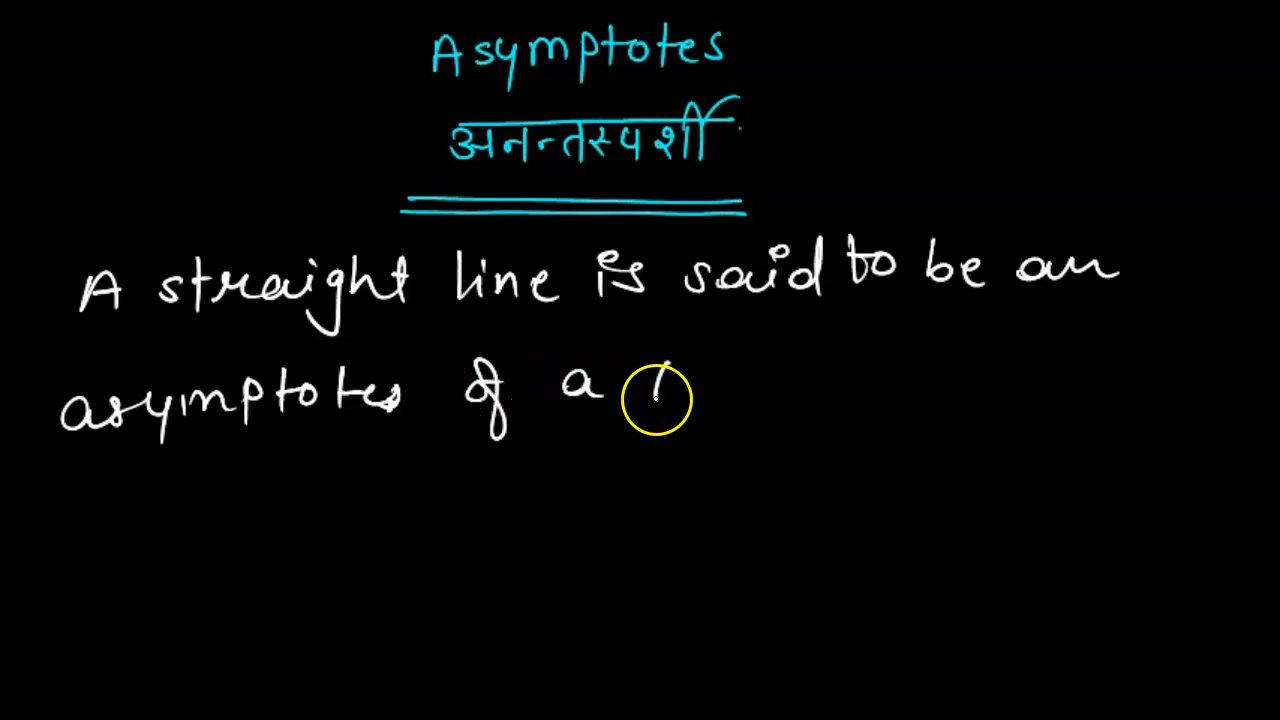 Asymptotes
अनन्तस्पर्शी
A straight line is said to be an
asymptotes of a